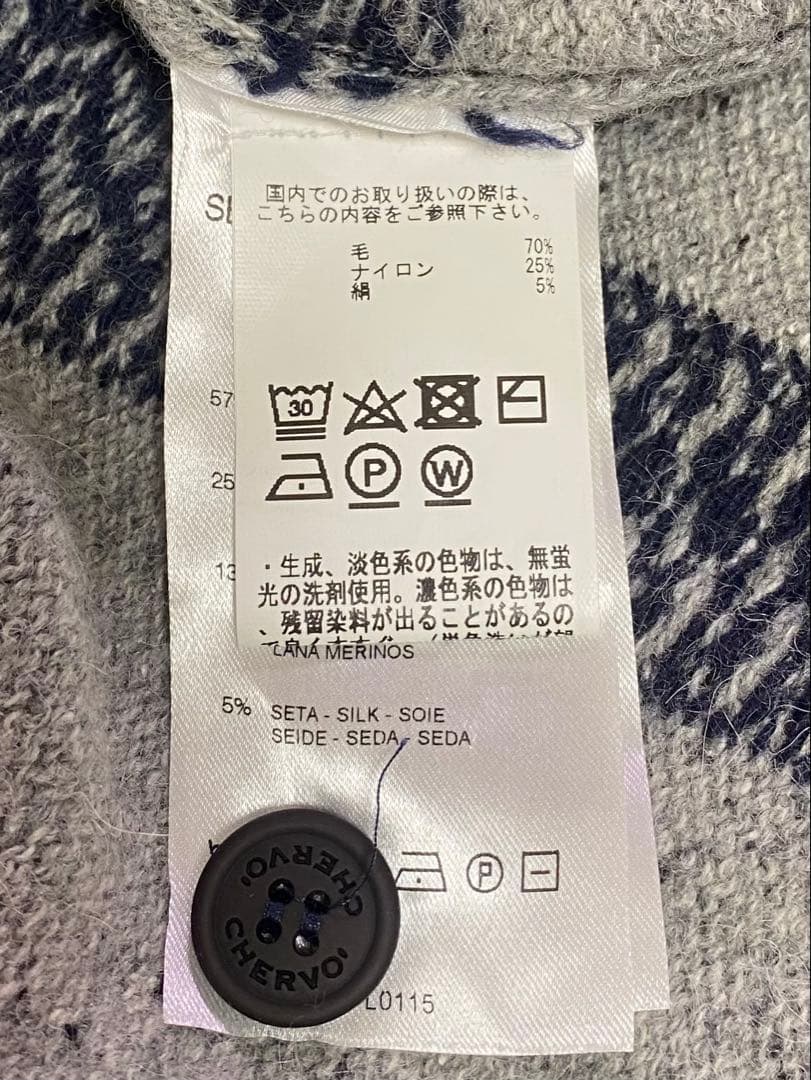 国内でのお取り扱いの際は、
こちらの内容をご参照下さい。
毛 70%
ナイロン 25%
絹 5%
30
P
W
・生成、淡色系の色物は、無蛍
光の洗剤使用。濃色系の色物は
、残留染料が出ることがあるの
57
25
13
LANA MERINOS
5% SETA - SILK - SOIE
SEIDE - SEDA - SEDA
P
CHERVO'
CHERVO'
L0115